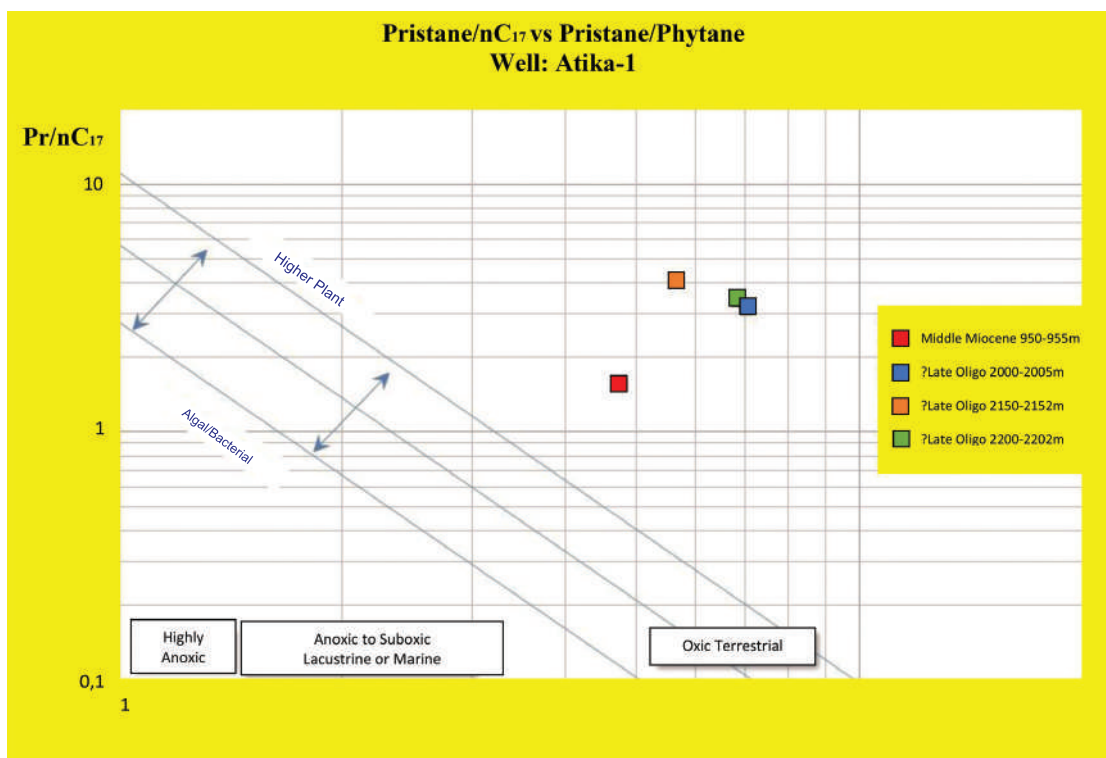 Pristane/nC₁₇ vs Pristane/Phytane
Well: Atika-1
Pr/nC₁₇
10
1
0,1
1
Higher Plant
Algal/Bacterial
Highly
Anoxic
Anoxic to Suboxic
Lacustrine or Marine
Oxic Terrestrial
Middle Miocene 950-955m
?Late Oligo 2000-2005m
?Late Oligo 2150-2152m
?Late Oligo 2200-2202m